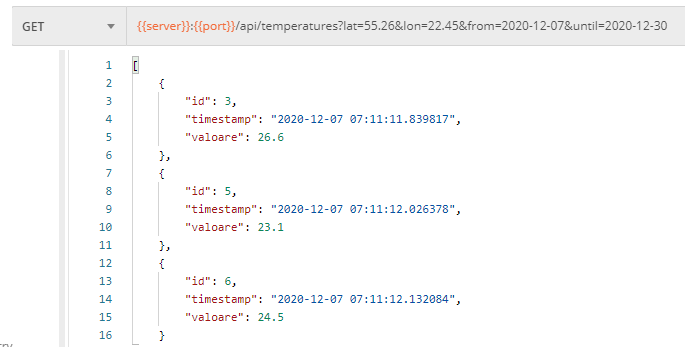 GET {{server}}:{{port}}/api/temperatures?lat=55.26&lon=22.45&from=2020-12-07&until=2020-12-30
1 [
2 {
3 "id": 3,
4 "timestamp": "2020-12-07 07:11:11.839817",
5 "valoare": 26.6
6 },
7 {
8 "id": 5,
9 "timestamp": "2020-12-07 07:11:12.026378",
10 "valoare": 23.1
11 },
12 {
13 "id": 6,
14 "timestamp": "2020-12-07 07:11:12.132084",
15 "valoare": 24.5
16 }